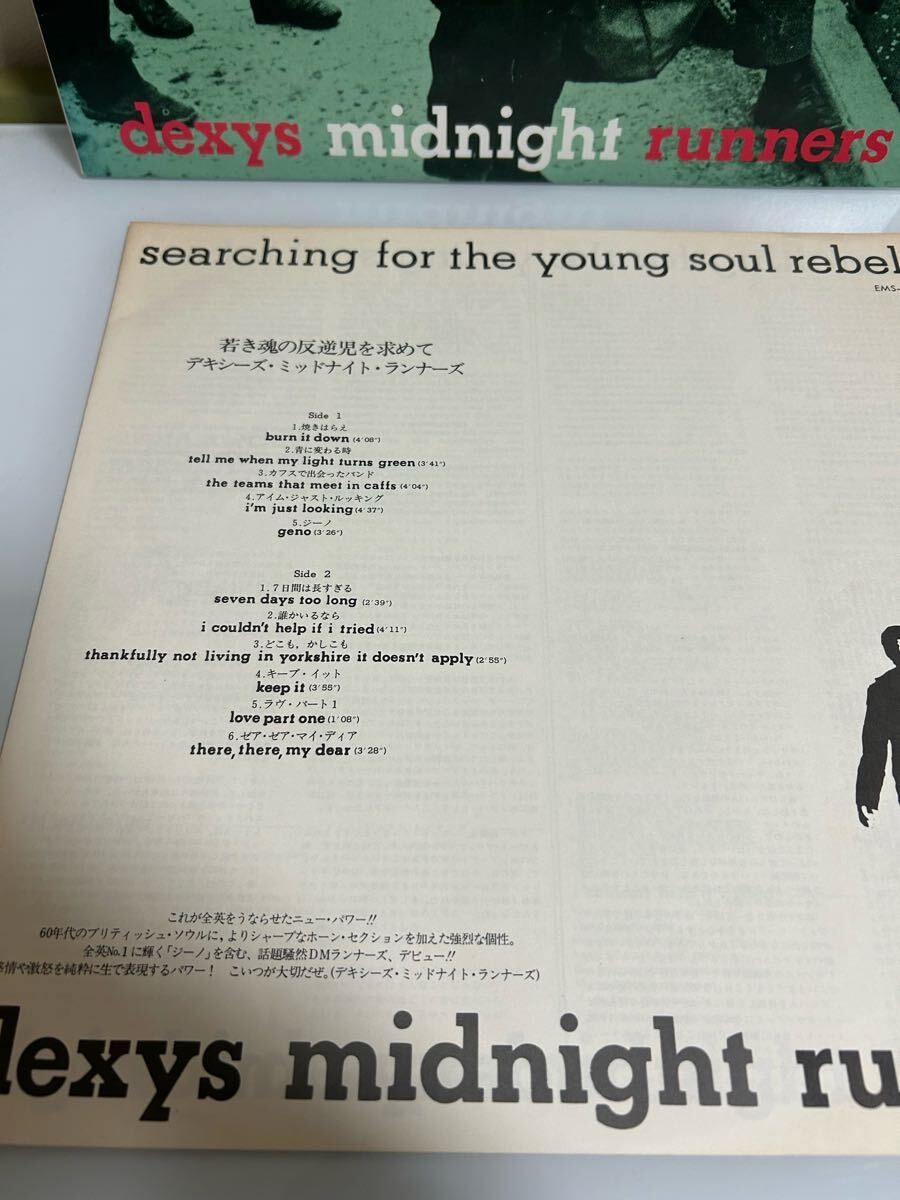 dexys midnight runners
searching for the young soul rebel
EMS-
若き魂の反逆児を求めて
デキシーズ・ミッドナイト・ランナーズ
Side 1
1.焼きはらえ
burn it down (4'08")
2.青に変わる時
tell me when my light turns green (3'41")
3.カフスで出会ったバンド
the teams that meet in caffs (4'04")
4.アイム・ジャスト・ルッキング
i'm just looking (4'37")
5.ジーノ
geno (3'26")
Side 2
1.7日間は長すぎる
seven days too long (2'39")
2.誰かいるなら
i couldn't help if i tried (4'11")
3.どこも,かしこも
thankfully not living in yorkshire it doesn't apply (2'55")
4.キープ・イット
keep it (3'55")
5.ラヴ・パート1
love part one (1'08")
6.ゼア・ゼア・マイ・ディア
there, there, my dear (3'28")
これが全英をうならせたニュー・パワー!!
60年代のブリティッシュ・ソウルに,よりシャープなホーン・セクションを加えた強烈な個性。
全英No.1に輝く「ジーノ」を含む、話題騒然DMランナーズ、デビュー!!
情や激怒を純粋に生で表現するパワー! こいつが大切だぜ。(デキシーズ・ミッドナイト・ランナーズ)
dexys midnight ru